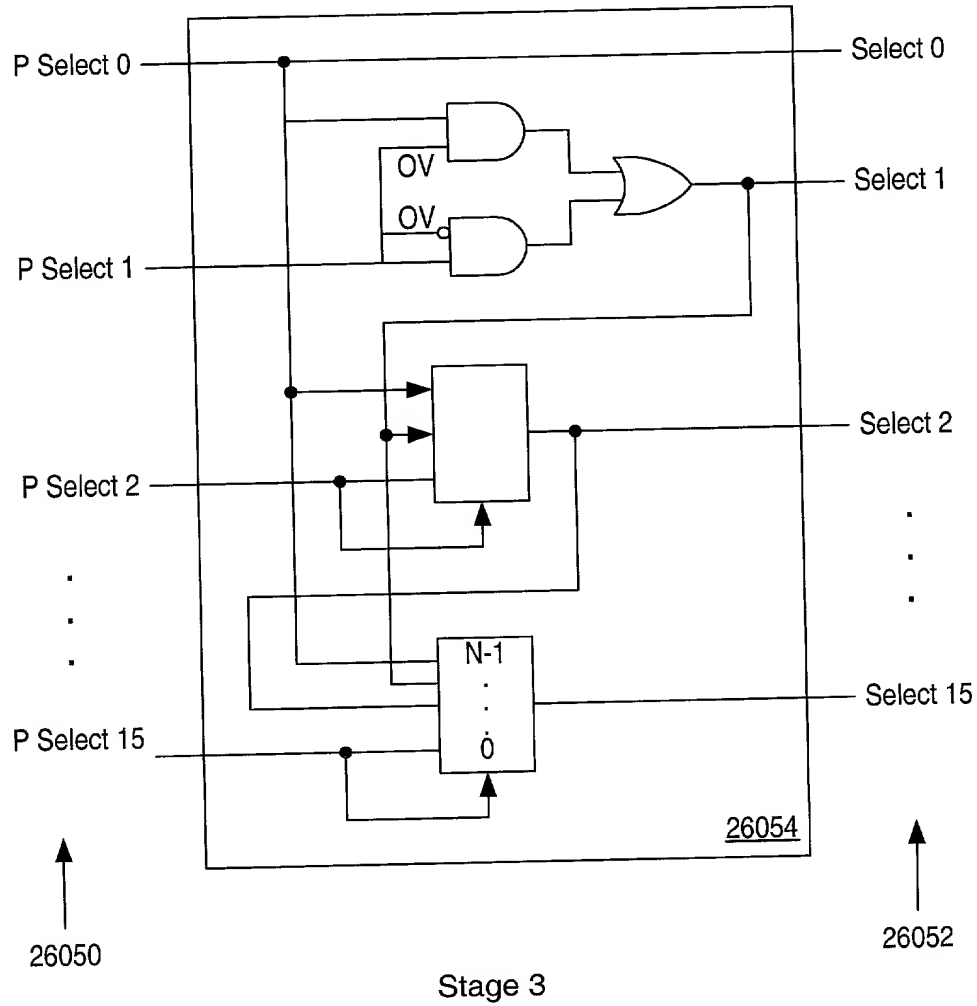 P Select 0
Select 0
OV
Select 1
OV
P Select 1
Select 2
P Select 2
N-1
Select 15
P Select 15
0
26054
26050
26052
Stage 3